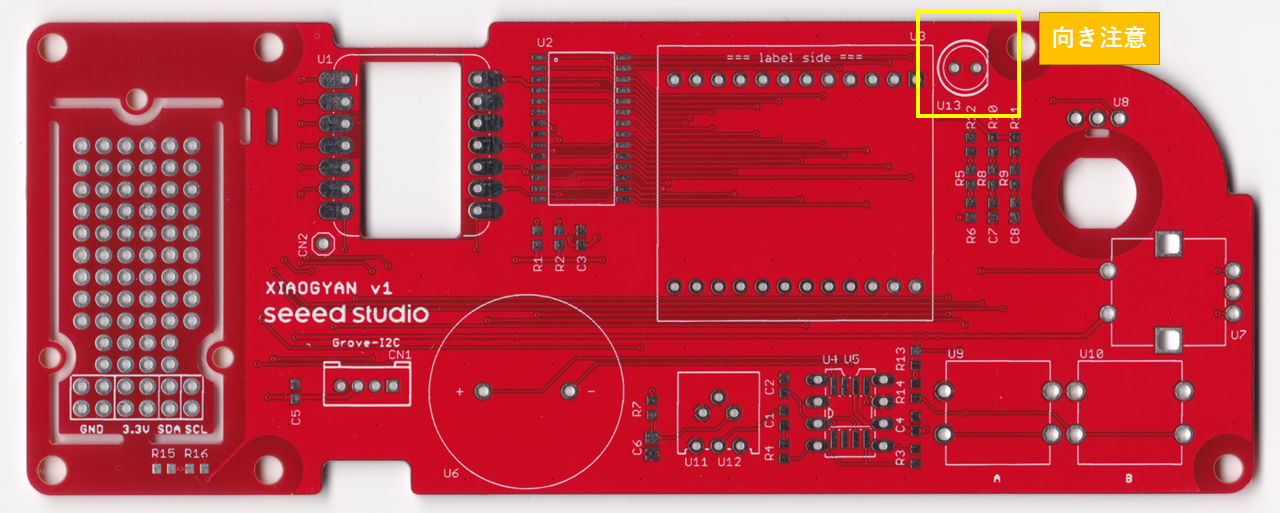 向き注意
U1
U2
U3
=== label side ===
U13
R12
R10
R11
U8
R5
R8
R9
R6
C7
C8
CN2
R1
R2
C3
XIAOGYAN v1
seeed studio
Grove-I2C
CN1
C5
+
-
U6
U7
U4 U5
R13
U9
U10
R14
C2
R7
C1
C4
C6
R4
R3
U11 U12
A
B
GND 3.3V SDA SCL
R15 R16